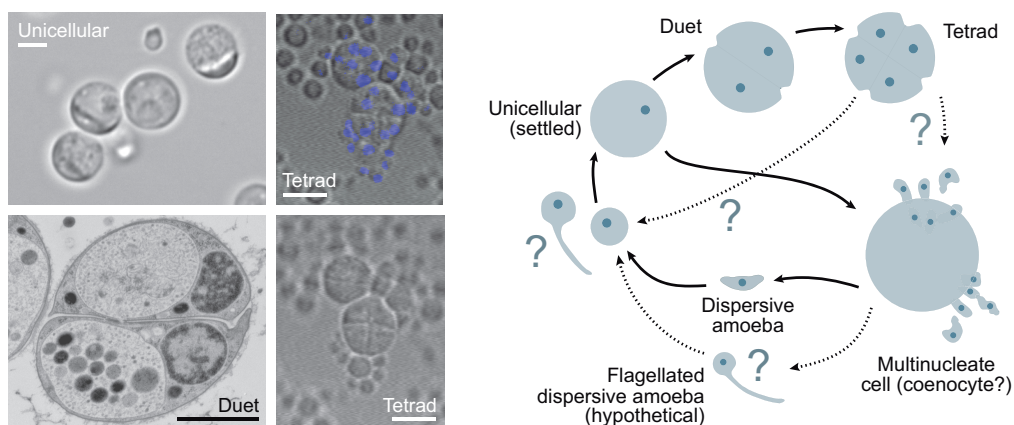 Unicellular
Tetrad
Duet
Tetrad
Duet
Tetrad
Unicellular
(settled)
?
?
?
Dispersive
amoeba
?
Flagellated
dispersive amoeba
(hypothetical)
Multinucleate
cell (coenocyte?)